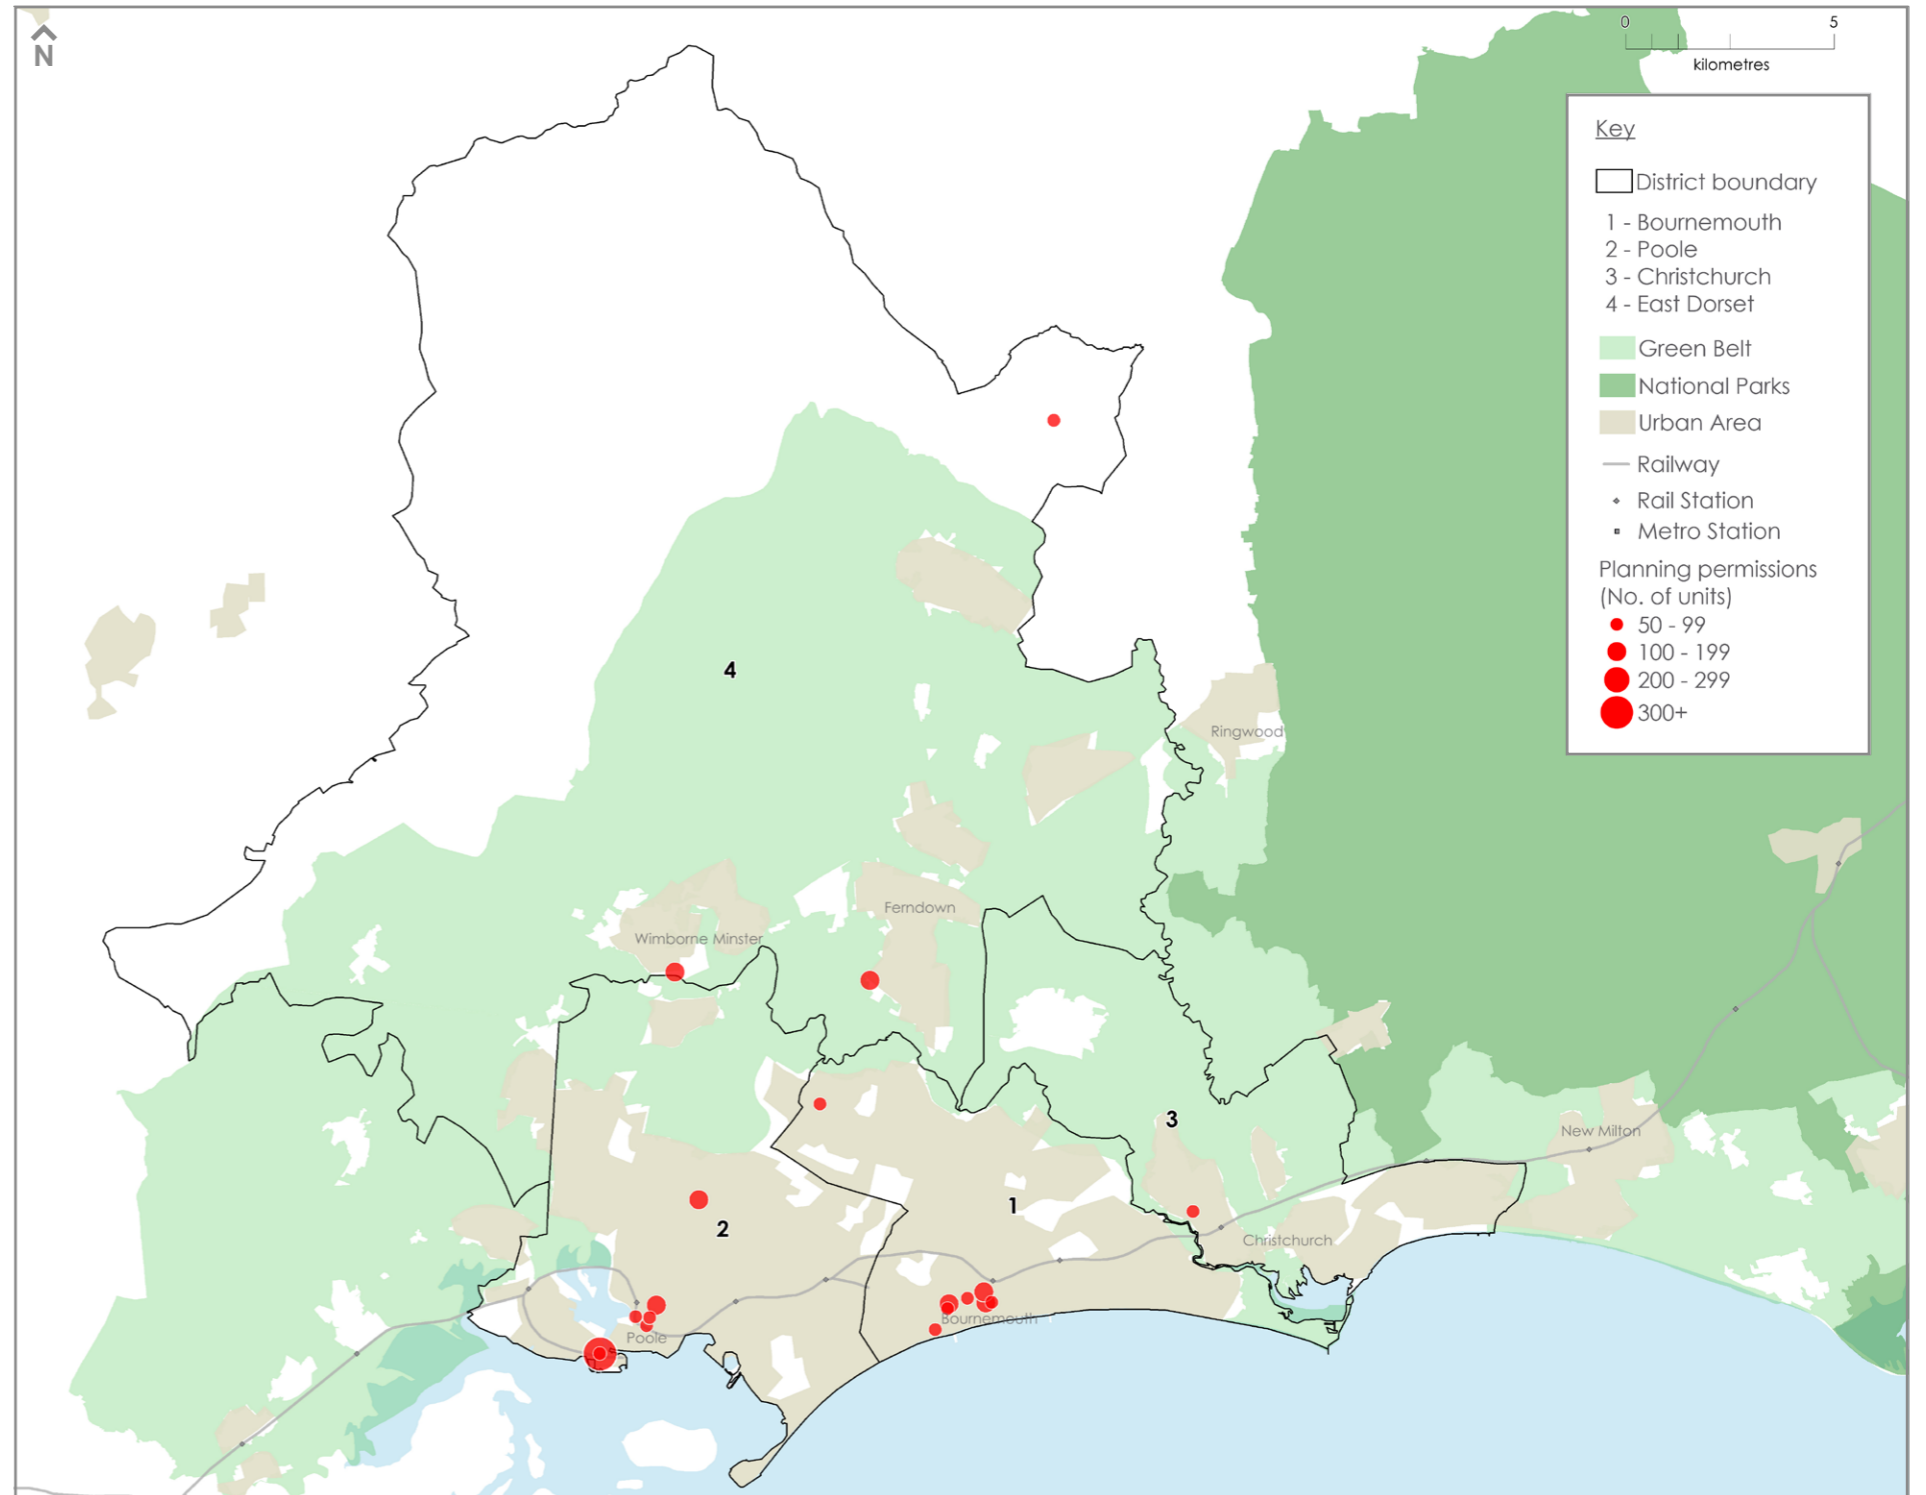 N
0 5
kilometres
Key
District boundary
1 - Bournemouth
2 - Poole
3 - Christchurch
4 - East Dorset
Green Belt
National Parks
Urban Area
Railway
Rail Station
Metro Station
Planning permissions
(No. of units)
50 - 99
100 - 199
200 - 299
300+
4
Ringwood
Ferndown
Wimborne Minster
3
New Milton
1
2
Christchurch
Bournemouth
Poole